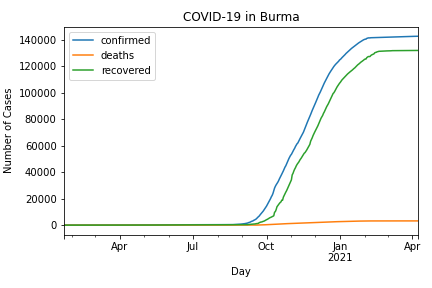 COVID-19 in Burma
confirmed
deaths
recovered
Number of Cases
140000
120000
100000
80000
60000
40000
20000
0
Apr
Jul
Oct
Jan
2021
Apr
Day